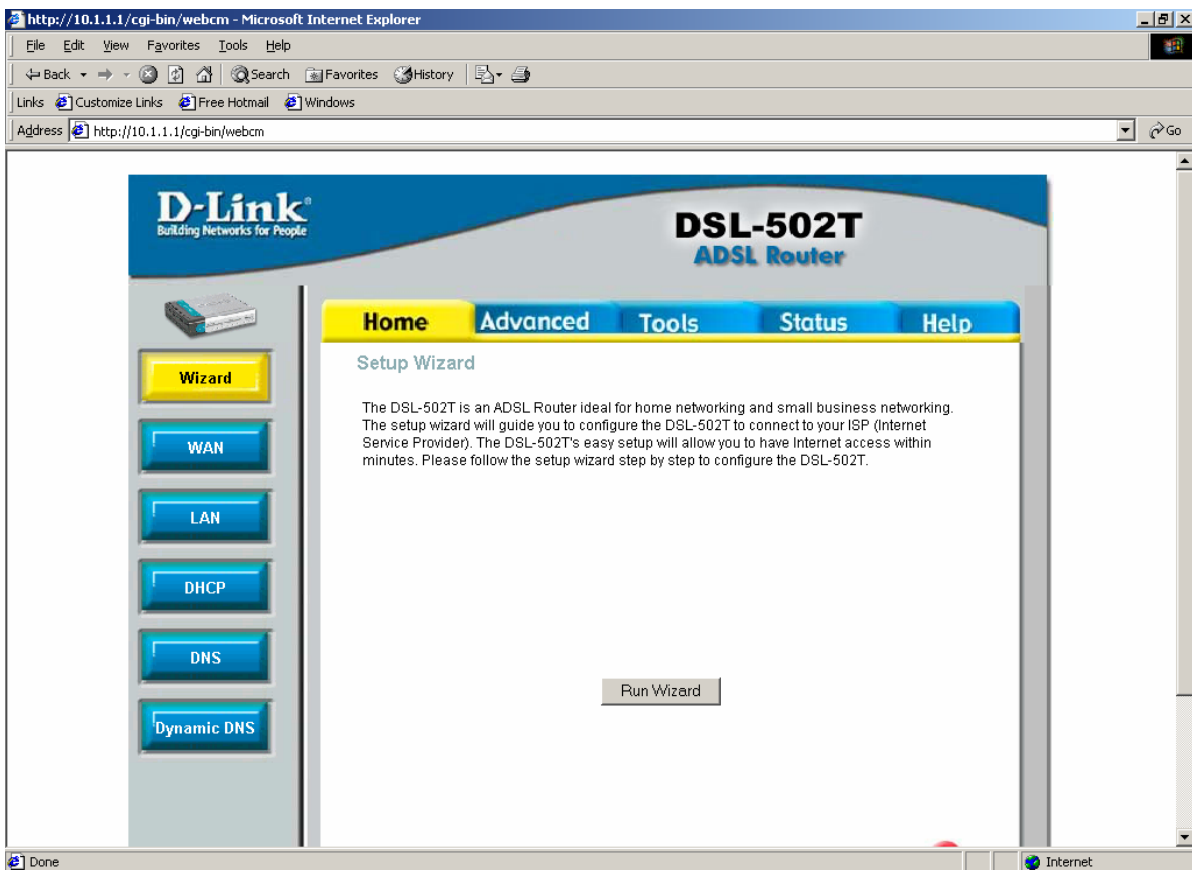 http://10.1.1.1/cgi-bin/webcm - Microsoft Internet Explorer
File Edit View Favorites Tools Help
Back Search Favorites History
Links Customize Links Free Hotmail Windows
Address http://10.1.1.1/cgi-bin/webcm Go
D-Link®
Building Networks for People
DSL-502T
ADSL Router
Home Advanced Tools Status Help
Wizard
WAN
LAN
DHCP
DNS
Dynamic DNS
Setup Wizard
The DSL-502T is an ADSL Router ideal for home networking and small business networking.
The setup wizard will guide you to configure the DSL-502T to connect to your ISP (Internet
Service Provider). The DSL-502T's easy setup will allow you to have Internet access within
minutes. Please follow the setup wizard step by step to configure the DSL-502T.
Run Wizard
Done Internet